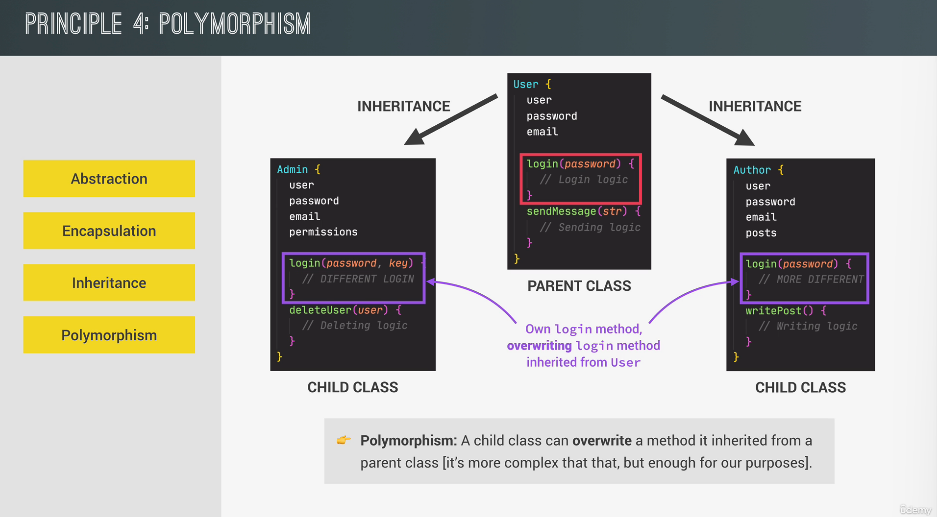 PRINCIPLE 4: POLYMORPHISM
Abstraction
Encapsulation
Inheritance
Polymorphism
INHERITANCE
INHERITANCE
User {
user
password
email
login(password) {
// Login logic
}
sendMessage(str) {
// Sending logic
}
}
PARENT CLASS
Admin {
user
password
email
permissions
login(password, key) {
// DIFFERENT LOGIN
}
deleteUser(user) {
// Deleting logic
}
}
CHILD CLASS
Author {
user
password
email
posts
login(password) {
// MORE DIFFERENT
}
writePost() {
// Writing logic
}
}
CHILD CLASS
Own login method,
overwriting login method
inherited from User
👉 Polymorphism: A child class can overwrite a method it inherited from a
parent class [it's more complex that that, but enough for our purposes].
Udemy